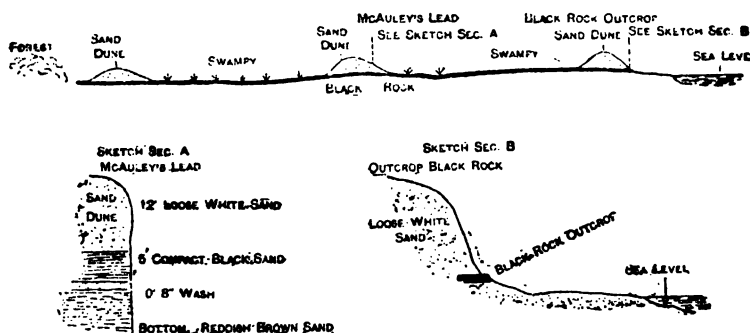 FOREST
SAND DUNE
SWAMPY
SAND DUNE
McAULEY'S LEAD
SEE SKETCH SEC. A
SWAMPY
BLACK ROCK OUTCROP
SAND DUNE
SEE SKETCH SEC. B
SEA LEVEL
BLACK ROCK
SKETCH SEC. A
McAULEY'S LEAD
SAND DUNE
12' LOOSE WHITE SAND
5' COMPACT BLACK SAND
0' 8" WASH
BOTTOM REDDISH BROWN SAND
SKETCH SEC. B
OUTCROP BLACK ROCK
LOOSE WHITE SAND
BLACK ROCK OUTCROP
SEA LEVEL